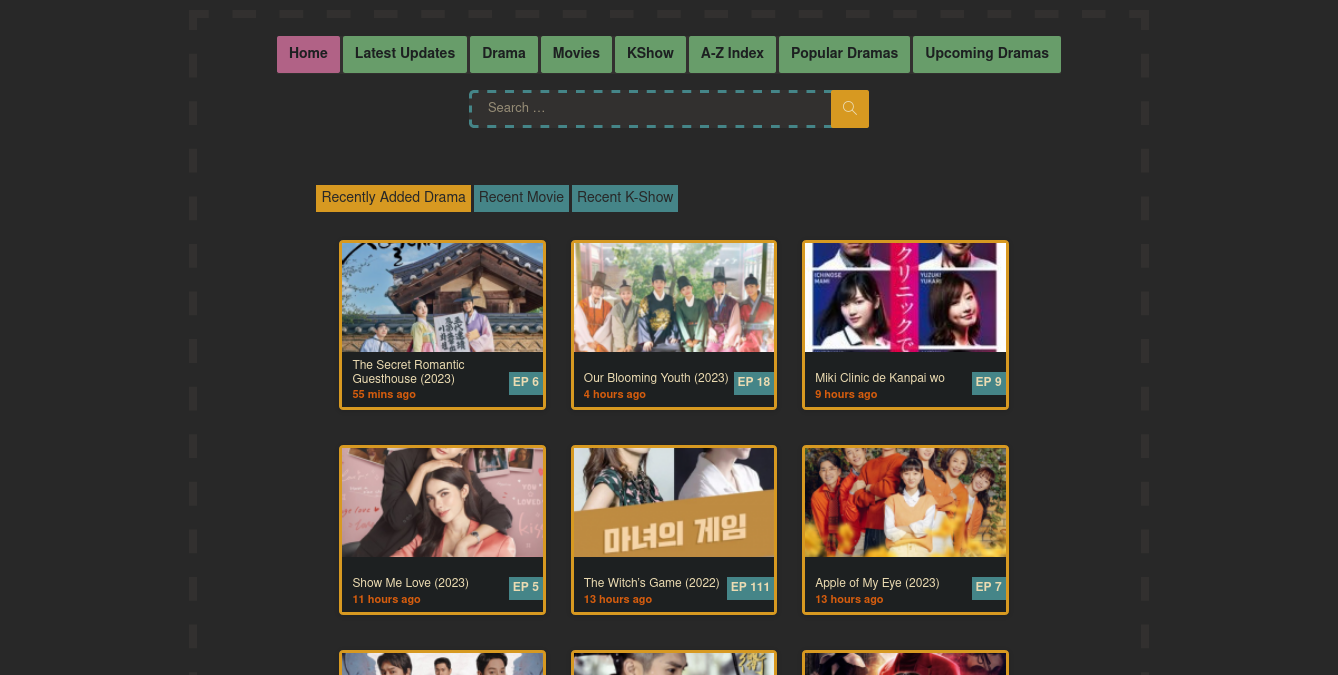 Home Latest Updates Drama Movies KShow A-Z Index Popular Dramas Upcoming Dramas
Search ...
Recently Added Drama Recent Movie Recent K-Show
The Secret Romantic
Guesthouse (2023)
EP 6
55 mins ago
Our Blooming Youth (2023)
EP 18
4 hours ago
クリニックで
ICHINOSE
MAMI
YUZUKI
YUKARI
Miki Clinic de Kanpai wo
EP 9
9 hours ago
Show Me Love (2023)
EP 5
11 hours ago
마녀의 게임
The Witch's Game (2022)
EP 111
13 hours ago
Apple of My Eye (2023)
EP 7
13 hours ago